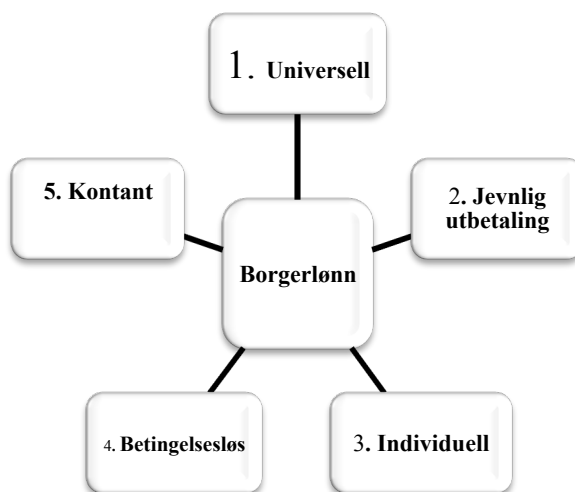 1. Universell
5. Kontant
2. Jevnlig
utbetaling
Borgerlønn
4. Betingelsesløs
3. Individuell